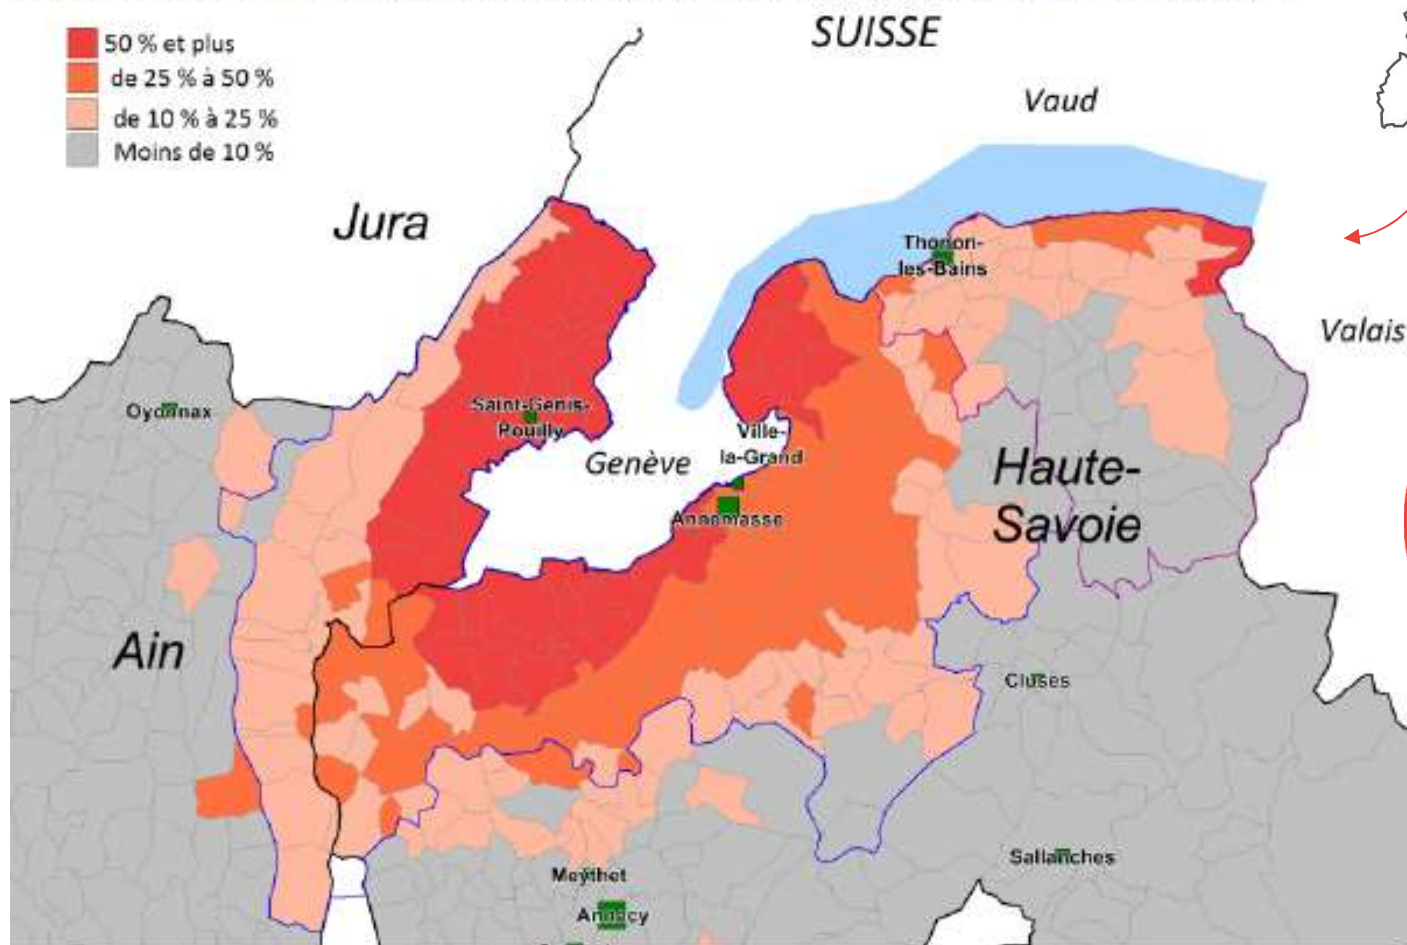 50 % et plus
de 25 % à 50 %
de 10 % à 25 %
Moins de 10 %
SUISSE
Vaud
Jura
Thonon-
les-Bains
Valais
Oyonnax
Saint-Genis-
Pouilly
Ville-
la-Grand
Genève
Haute-
Savoie
Annemasse
Ain
Cluses
Sallanches
Meythet
Annecy